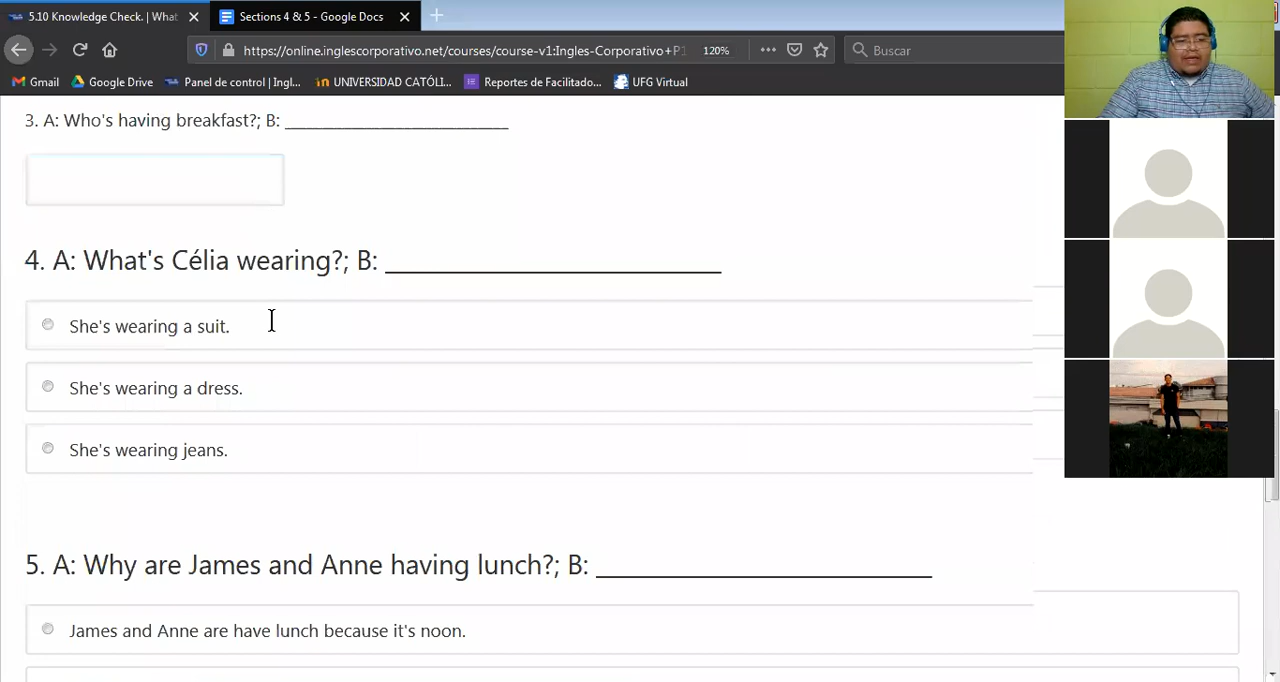 5.10 Knowledge Check. | What
Sections 4 & 5 - Google Docs
https://online.inglescorporativo.net/courses/course-v1:Ingles-Corporativo+P1
120%
Buscar
Gmail
Google Drive
Panel de control | Ingl...
UNIVERSIDAD CATÓLI...
Reportes de Facilitado...
UFG Virtual
3. A: Who's having breakfast?; B: ____________________________
4. A: What's Célia wearing?; B: ____________________________
She's wearing a suit.
She's wearing a dress.
She's wearing jeans.
5. A: Why are James and Anne having lunch?; B: ____________________________
James and Anne are have lunch because it's noon.